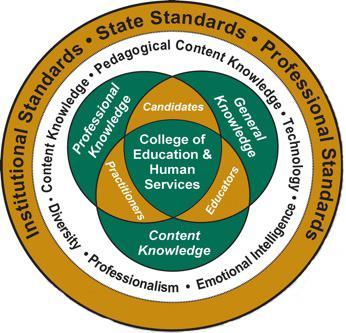 Institutional Standards • State Standards • Professional Standards
• Content Knowledge • Pedagogical Content Knowledge • Technology •
• Diversity • Professionalism • Emotional Intelligence •
Professional
Knowledge
Candidates
General
Knowledge
College of
Education &
Human
Services
Practitioners
Educators
Content
Knowledge